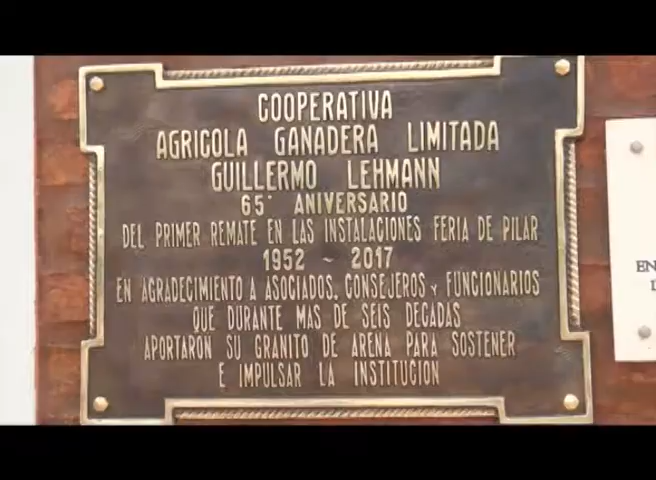 COOPERATIVA
AGRICOLA GANADERA LIMITADA
GUILLERMO LEHMANN
65° ANIVERSARIO
DEL PRIMER REMATE EN LAS INSTALACIONES FERIA DE PILAR
1952 ~ 2017
EN AGRADECIMIENTO A ASOCIADOS, CONSEJEROS Y FUNCIONARIOS
QUE DURANTE MAS DE SEIS DECADAS
APORTARON SU GRANITO DE ARENA PARA SOSTENER
E IMPULSAR LA INSTITUCION
EN